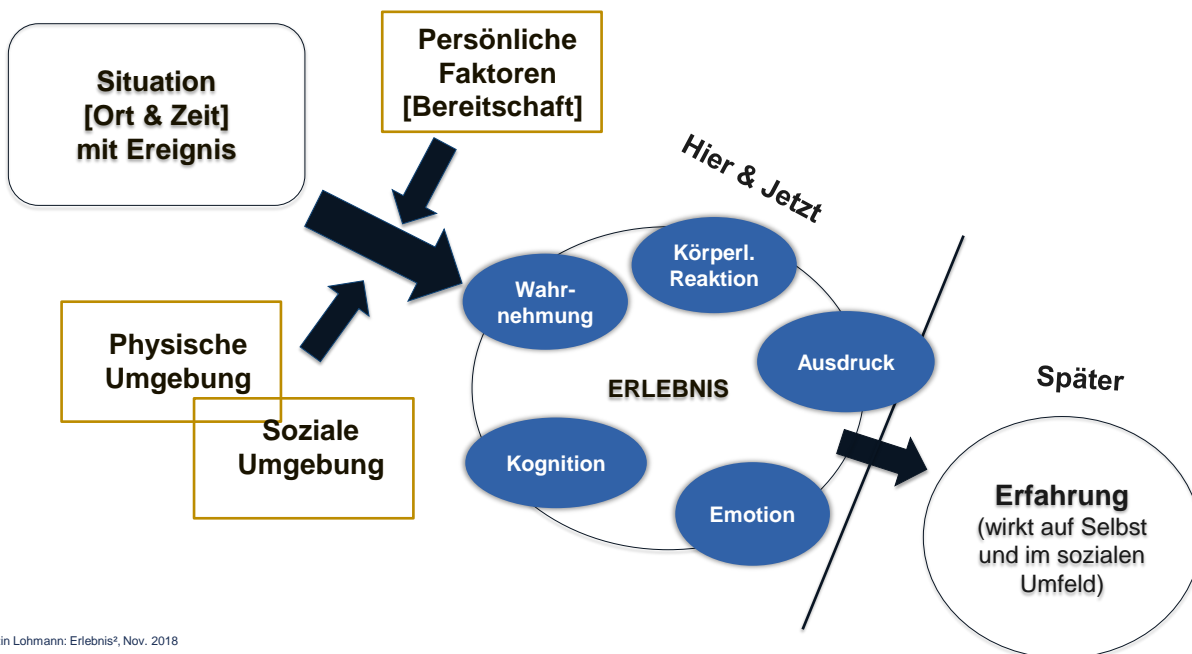 Situation
[Ort & Zeit]
mit Ereignis
Persönliche
Faktoren
[Bereitschaft]
Hier & Jetzt
Physische
Umgebung
Soziale
Umgebung
Wahr-
nehmung
Körperl.
Reaktion
Ausdruck
ERLEBNIS
Kognition
Emotion
Später
Erfahrung
(wirkt auf Selbst
und im sozialen
Umfeld)
tin Lohmann: Erlebnis², Nov. 2018